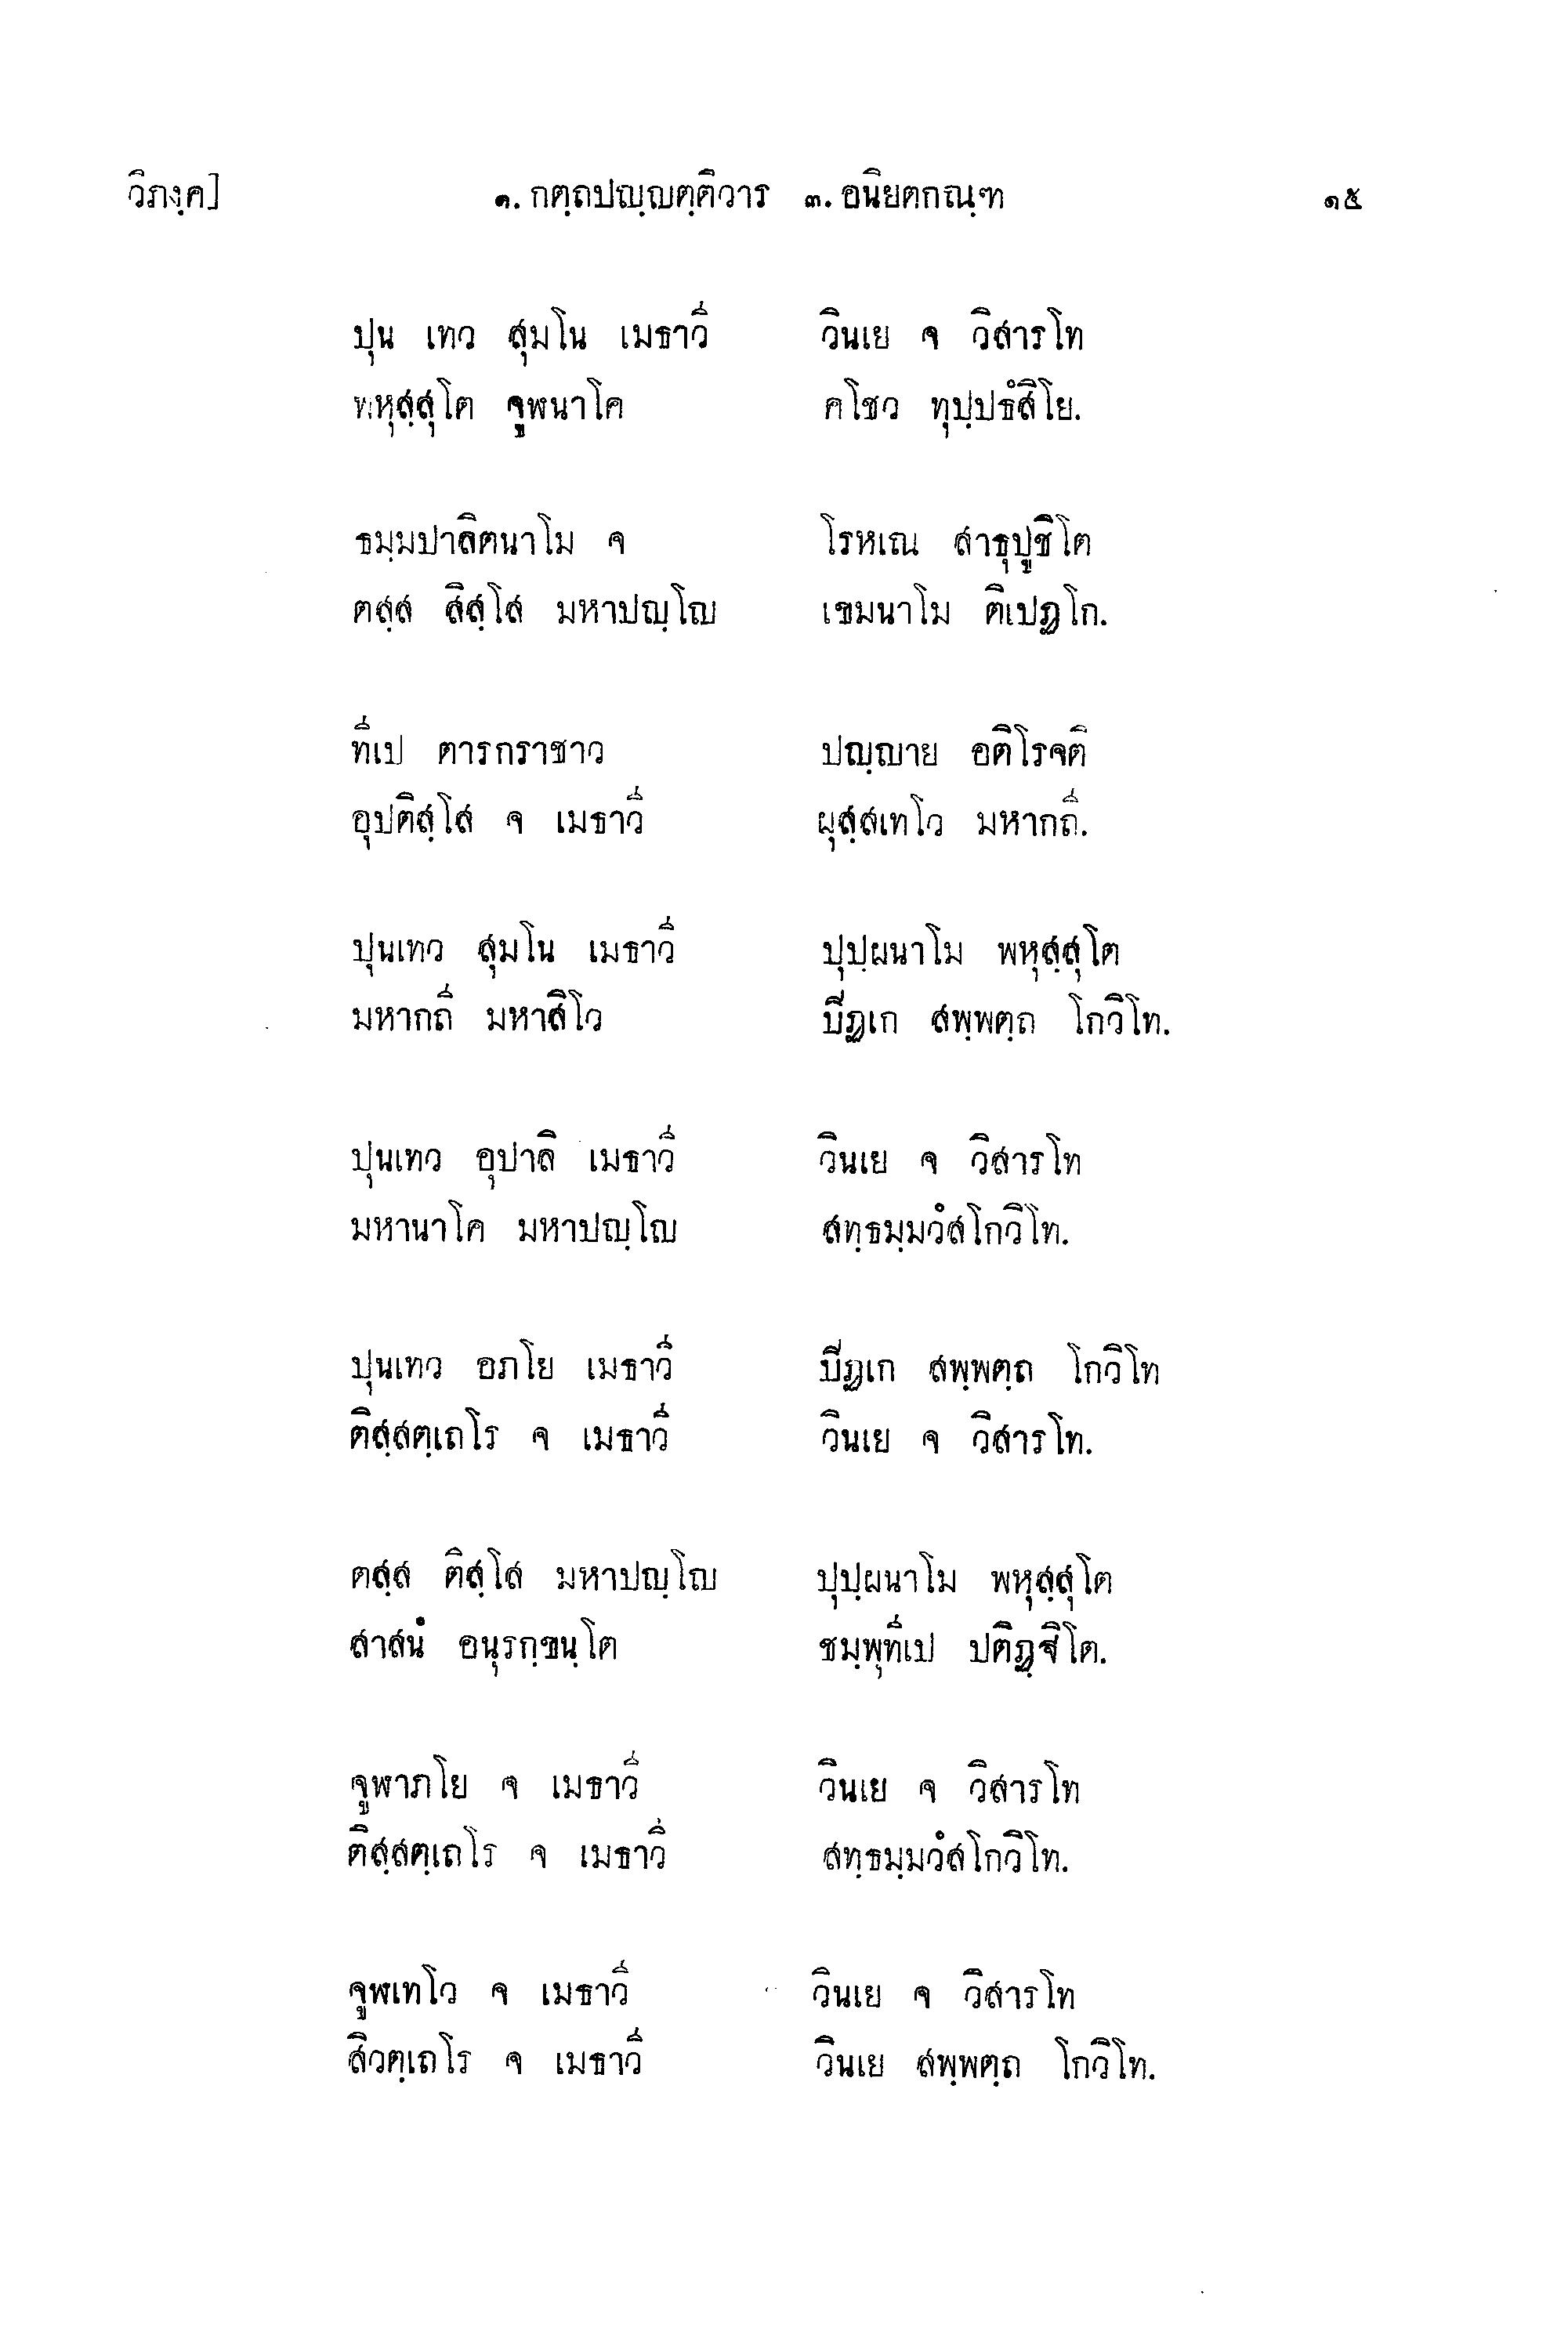 วิภงฺค] ๑. กตฺถปญฺญตฺติวาร ๓. อนิยตกณฺฑ ๑๕
ปุน เทว สุมโน เมธาวี วินเย จ วิสารโท
พหุสฺสุโต จูฬนาโค คโชว ทุปฺปธํสิโย.
ธมฺมปาลิตนาโม จ โรหเณ สาธุปูชิโต
ตสฺส สิสฺโส มหาปญฺโญ เขมนาโม ติเปฏโก.
ทีเป ตารกราชาว ปญฺญาย อติโรจติ
อุปติสฺโส จ เมธาวี ผุสฺสเทโว มหากถี.
ปุนเทว สุมโน เมธาวี ปุปฺผนาโม พหุสฺสุโต
มหากถี มหาสิโว ปิฏเก สพฺพตฺถ โกวิโท.
ปุนเทว อุปาลิ เมธาวี วินเย จ วิสารโท
มหานาโค มหาปญฺโญ สทฺธมฺมวํสโกวิโท.
ปุนเทว อภโย เมธาวี ปิฏเก สพฺพตฺถ โกวิโท
ติสฺสตฺเถโร จ เมธาวี วินเย จ วิสารโท.
ตสฺส ติสฺโส มหาปญฺโญ ปุปฺผนาโม พหุสฺสุโต
สาสนํ อนุรกฺขนฺโต ชมฺพุทีเป ปติฏฺฐิโต.
จูฬาภโย จ เมธาวี วินเย จ วิสารโท
ติสฺสตฺเถโร จ เมธาวี สทฺธมฺมวํสโกวิโท.
จูฬเทโว จ เมธาวี วินเย จ วิสารโท
สิวตฺเถโร จ เมธาวี วินเย สพฺพตฺถ โกวิโท.